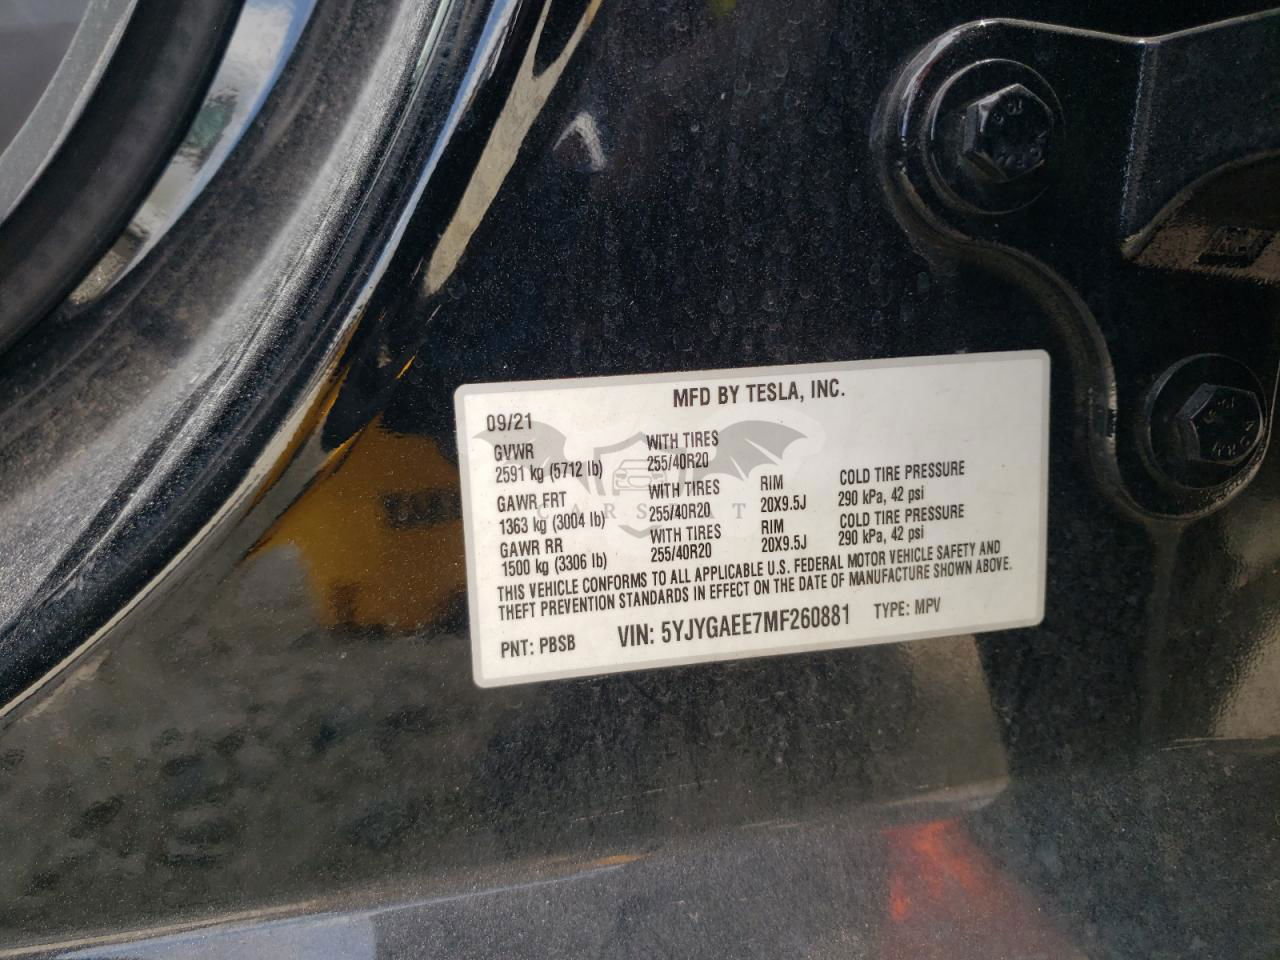 MFD BY TESLA, INC.
09/21
GVWR WITH TIRES
2591 kg (5712 lb) 255/40R20
GAWR FRT WITH TIRES RIM COLD TIRE PRESSURE
1363 kg (3004 lb) 255/40R20 20X9.5J 290 kPa, 42 psi
GAWR RR WITH TIRES RIM COLD TIRE PRESSURE
1500 kg (3306 lb) 255/40R20 20X9.5J 290 kPa, 42 psi
THIS VEHICLE CONFORMS TO ALL APPLICABLE U.S. FEDERAL MOTOR VEHICLE SAFETY AND
THEFT PREVENTION STANDARDS IN EFFECT ON THE DATE OF MANUFACTURE SHOWN ABOVE.
PNT: PBSB VIN: 5YJYGAEE7MF260881 TYPE: MPV